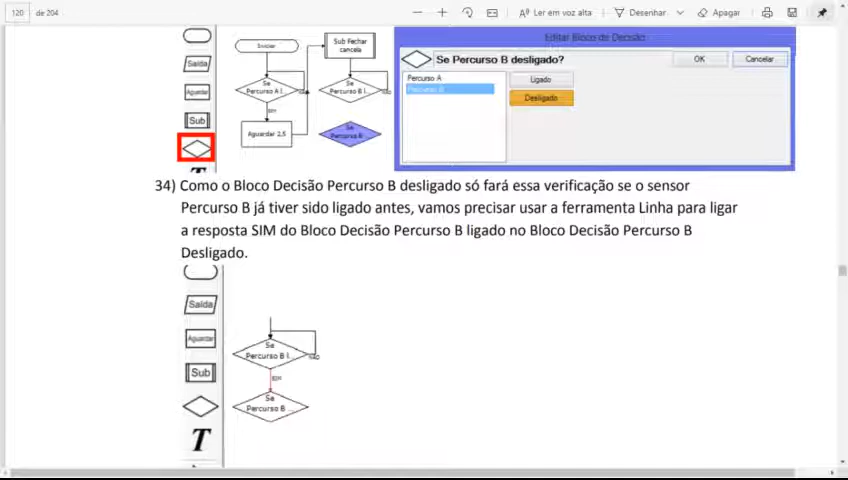 120 de 204 Ler em voz alta Desenhar Apagar
Editar Bloco de Decisão
Saída
Aguardar
Sub
Iniciar
Sub Fechar
cancela
Se
Percurso A l...
Se
Percurso B l...
SIM
Aguardar 2,5
Se
Percurso B ...
Se Percurso B desligado?
OK
Cancelar
Percurso A
Percurso B
Ligado
Desligado
34) Como o Bloco Decisão Percurso B desligado só fará essa verificação se o sensor
Percurso B já tiver sido ligado antes, vamos precisar usar a ferramenta Linha para ligar
a resposta SIM do Bloco Decisão Percurso B ligado no Bloco Decisão Percurso B
Desligado.
Saída
Aguardar
Sub
T
Se
Percurso B l...
NÃO
SIM
Se
Percurso B ...